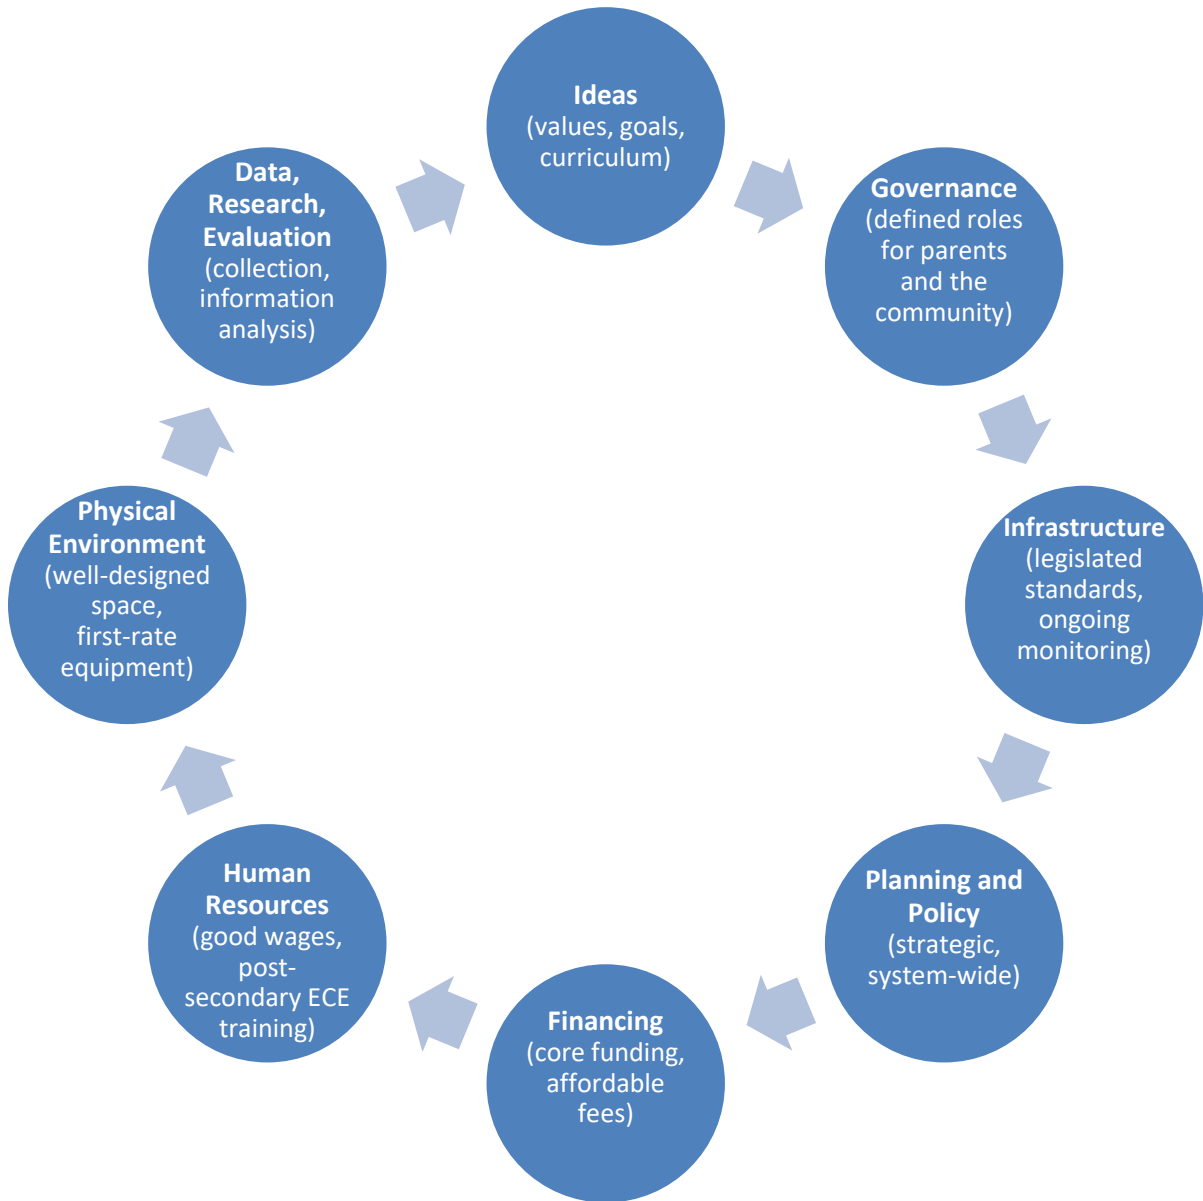 Ideas
(values, goals,
curriculum)
Governance
(defined roles
for parents
and the
community)
Infrastructure
(legislated
standards,
ongoing
monitoring)
Planning and
Policy
(strategic,
system-wide)
Financing
(core funding,
affordable
fees)
Human
Resources
(good wages,
post-
secondary ECE
training)
Physical
Environment
(well-designed
space,
first-rate
equipment)
Data,
Research,
Evaluation
(collection,
information
analysis)